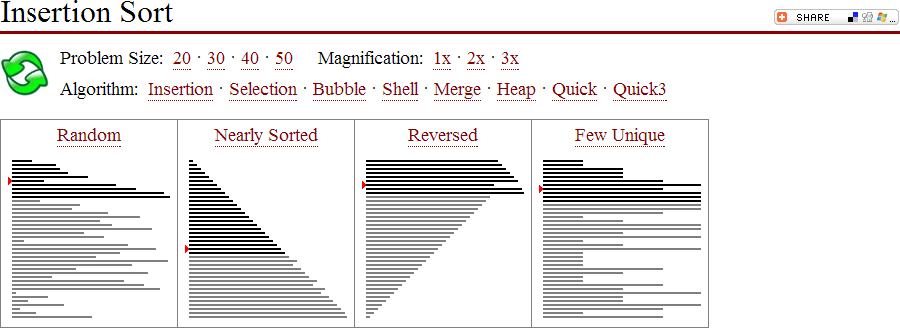 Insertion Sort
SHARE
Problem Size: 20 · 30 · 40 · 50 Magnification: 1x · 2x · 3x
Algorithm: Insertion · Selection · Bubble · Shell · Merge · Heap · Quick · Quick3
Random Nearly Sorted Reversed Few Unique